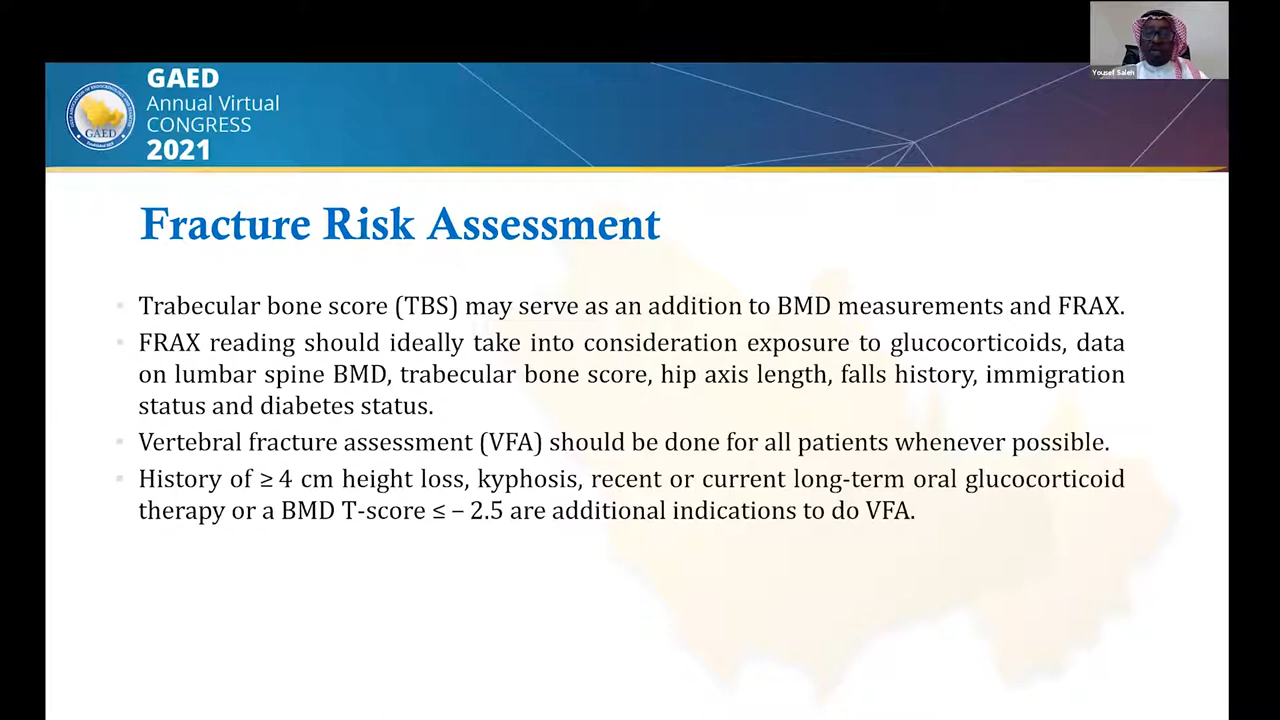 GAED
Annual Virtual
CONGRESS
2021
GAED
Yousef Saleh
Fracture Risk Assessment
Trabecular bone score (TBS) may serve as an addition to BMD measurements and FRAX.
FRAX reading should ideally take into consideration exposure to glucocorticoids, data
on lumbar spine BMD, trabecular bone score, hip axis length, falls history, immigration
status and diabetes status.
Vertebral fracture assessment (VFA) should be done for all patients whenever possible.
History of ≥ 4 cm height loss, kyphosis, recent or current long-term oral glucocorticoid
therapy or a BMD T-score ≤ – 2.5 are additional indications to do VFA.